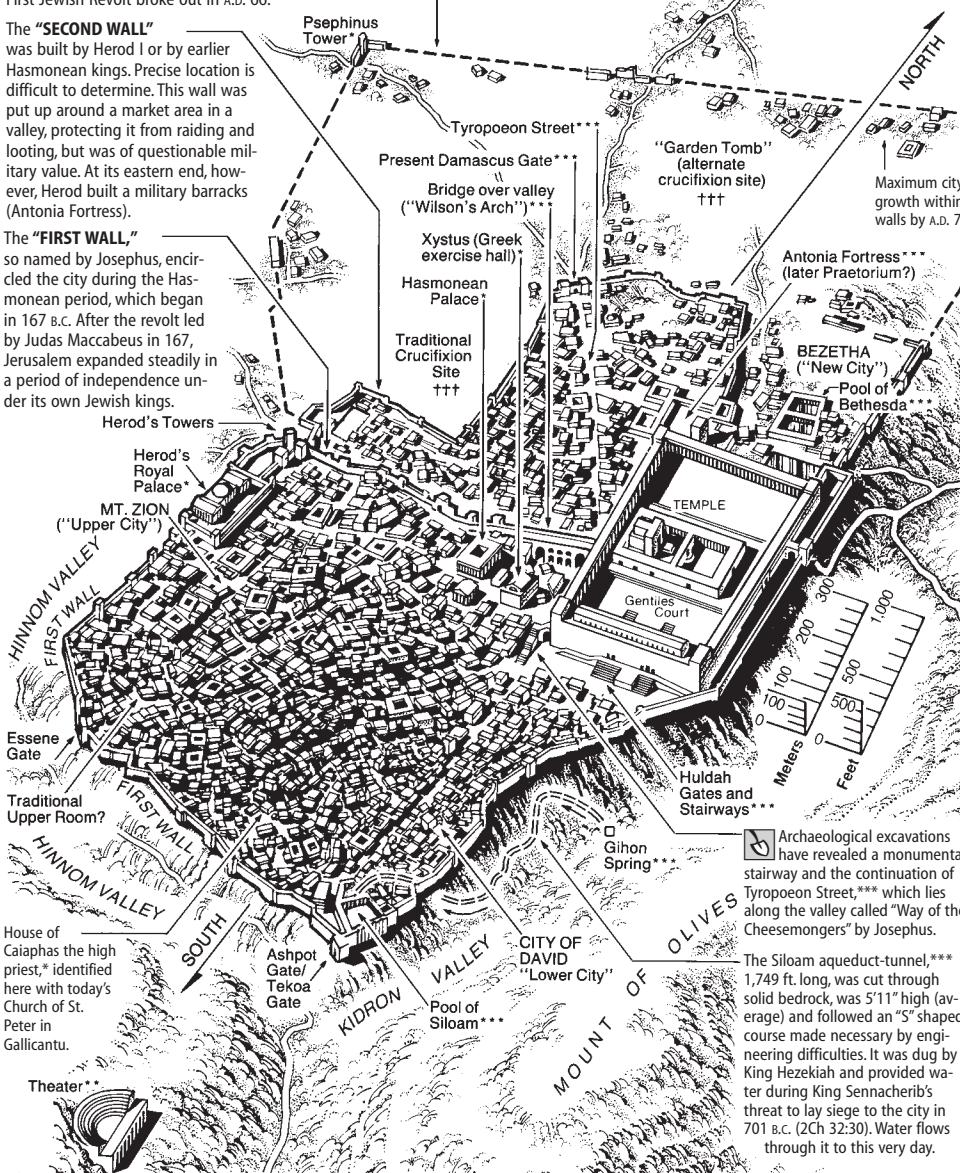 First Jewish Revolt broke out in A.D. 66.
The "SECOND WALL"
was built by Herod I or by earlier
Hasmonean kings. Precise location is
difficult to determine. This wall was
put up around a market area in a
valley, protecting it from raiding and
looting, but was of questionable mil-
itary value. At its eastern end, how-
ever, Herod built a military barracks
(Antonia Fortress).
The "FIRST WALL,"
so named by Josephus, encir-
cled the city during the Has-
monean period, which began
in 167 B.C. After the revolt led
by Judas Maccabeus in 167,
Jerusalem expanded steadily in
a period of independence un-
der its own Jewish kings.
Psephinus
Tower*
NORTH
Tyropoeon Street***
Present Damascus Gate***
Bridge over valley
("Wilson's Arch")***
Xystus (Greek
exercise hall)*
Hasmonean
Palace*
Traditional
Crucifixion
Site
†††
"Garden Tomb"
(alternate
crucifixion site)
†††
Maximum city
growth within
walls by A.D. 7
Antonia Fortress***
(later Praetorium?)
BEZETHA
("New City")
Pool of
Bethesda***
Herod's Towers
Herod's
Royal
Palace*
MT. ZION
("Upper City")
HINNOM VALLEY
FIRST WALL
TEMPLE
Gentiles
Court
300
200
100
100
0
Meters
1,000
500
500
0
Feet
Essene
Gate
Traditional
Upper Room?
FIRST WALL
HINNOM VALLEY
Huldah
Gates and
Stairways***
Gihon
Spring***
House of
Caiaphas the high
priest,* identified
here with today's
Church of St.
Peter in
Gallicantu.
SOUTH
Ashpot
Gate/
Tekoa
Gate
KIDRON VALLEY
Pool of
Siloam***
CITY OF
DAVID
"Lower City"
MOUNT OF OLIVES
Theater**
Archaeological excavations
have revealed a monumenta
stairway and the continuation of
Tyropoeon Street,*** which lies
along the valley called "Way of the
Cheesemongers" by Josephus.
The Siloam aqueduct-tunnel,***
1,749 ft. long, was cut through
solid bedrock, was 5'11" high (av-
erage) and followed an "S" shaped
course made necessary by engi-
neering difficulties. It was dug by
King Hezekiah and provided wa-
ter during King Sennacherib's
threat to lay siege to the city in
701 B.C. (2Ch 32:30). Water flows
through it to this very day.